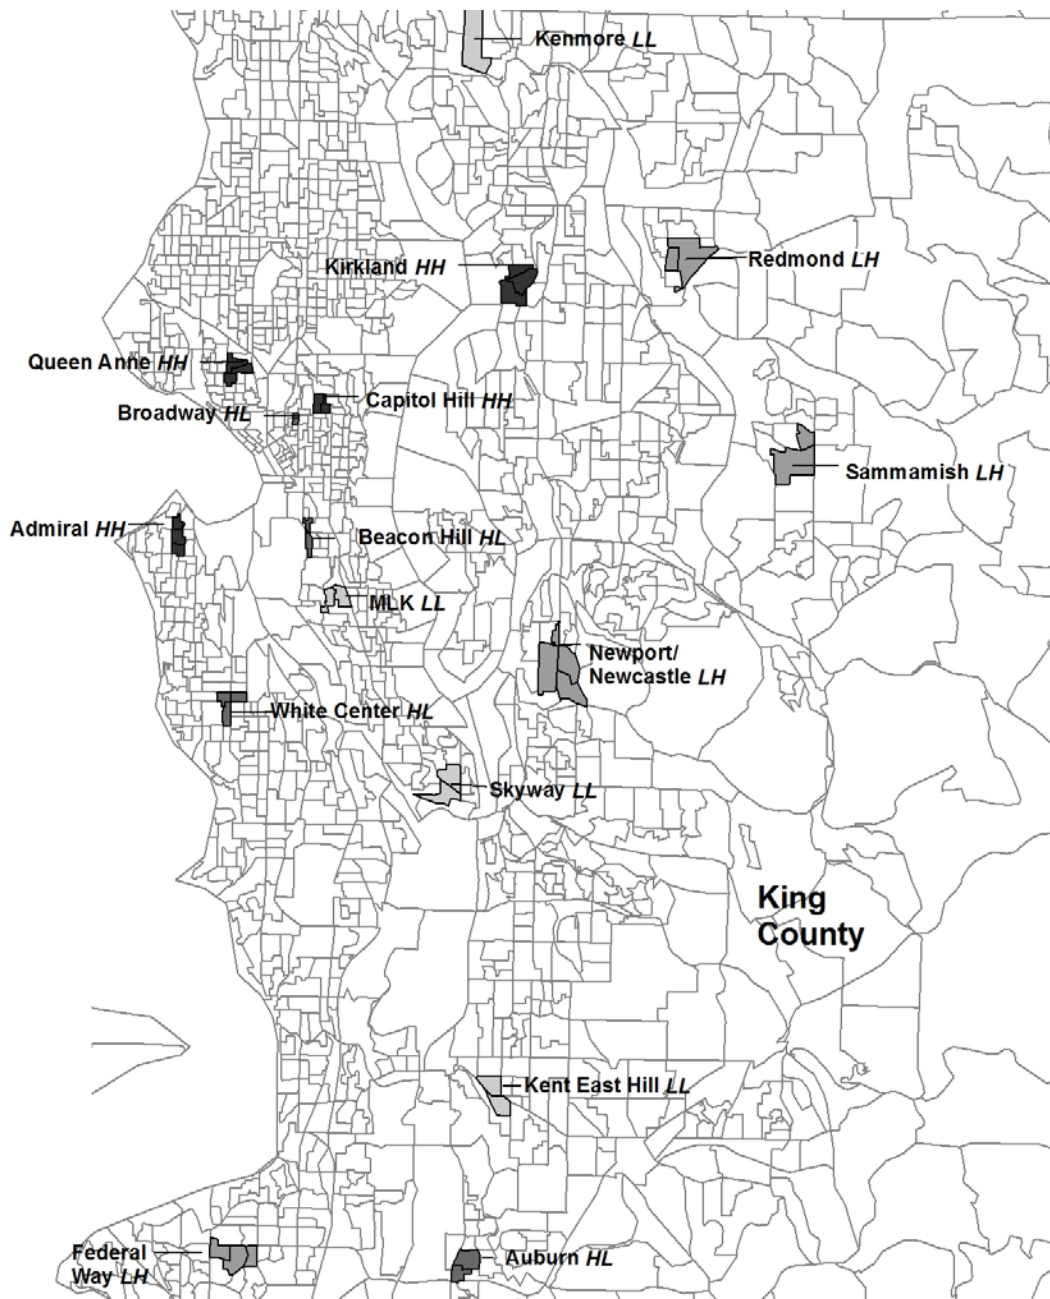 Kenmore LL
Kirkland HH
Redmond LH
Queen Anne HH
Capitol Hill HH
Broadway HL
Sammamish LH
Admiral HH
Beacon Hill HL
MLK LL
Newport/
Newcastle LH
White Center HL
Skyway LL
King
County
Kent East Hill LL
Federal
Way LH
Auburn HL